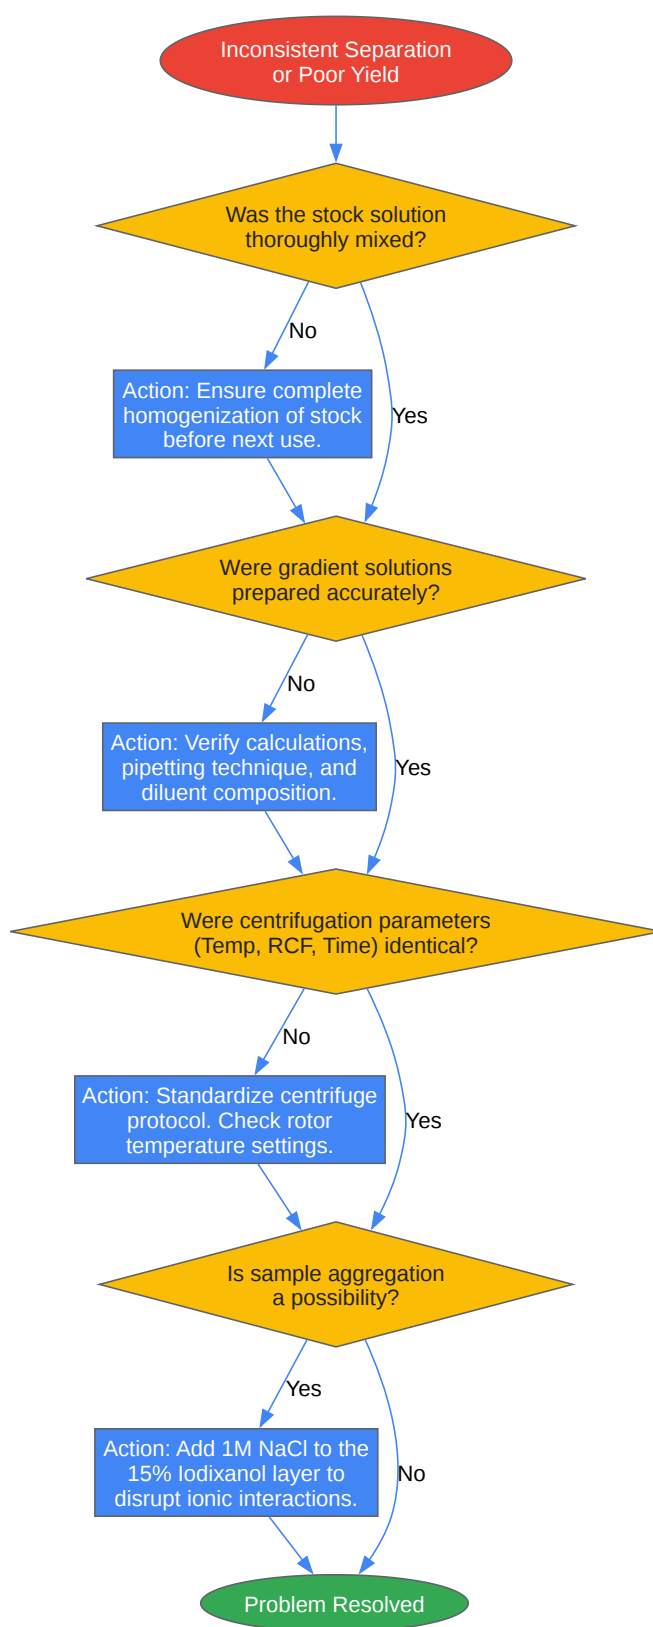 Inconsistent Separation
or Poor Yield
Was the stock solution
thoroughly mixed?
No
Yes
Action: Ensure complete
homogenization of stock
before next use.
Were gradient solutions
prepared accurately?
No
Yes
Action: Verify calculations,
pipetting technique, and
diluent composition.
Were centrifugation parameters
(Temp, RCF, Time) identical?
No
Yes
Action: Standardize centrifuge
protocol. Check rotor
temperature settings.
Is sample aggregation
a possibility?
Yes
No
Action: Add 1M NaCl to the
15% Iodixanol layer to
disrupt ionic interactions.
Problem Resolved